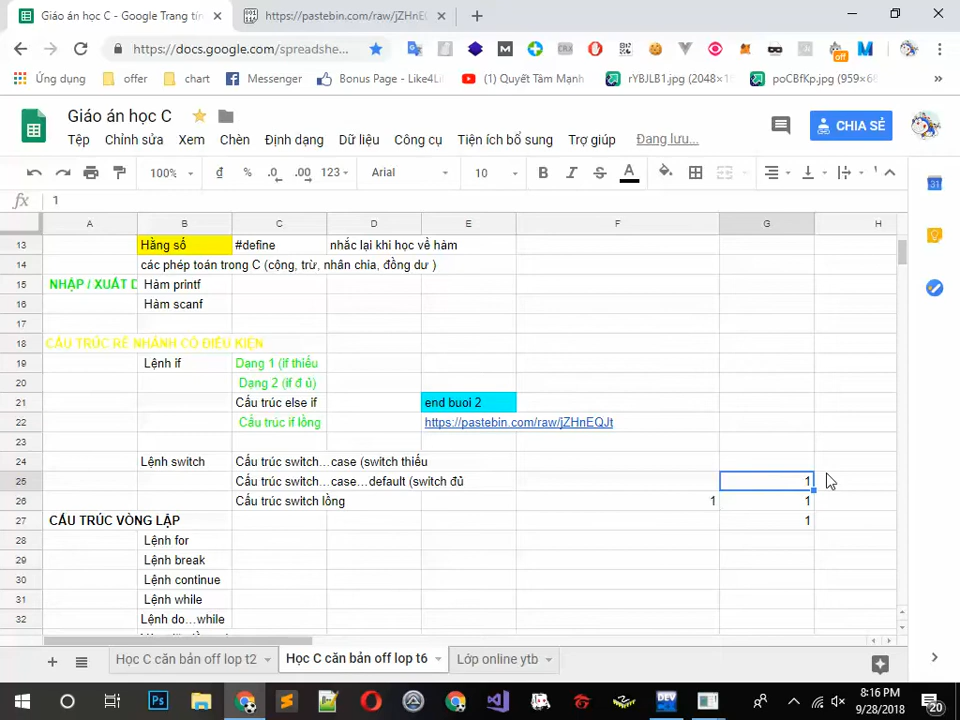 Giáo án học C - Google Trang tín
https://pastebin.com/raw/jZHnEQ
https://docs.google.com/spreadshe...
Ứng dụng
offer
chart
Messenger
Bonus Page - Like4Li
(1) Quyết Tâm Mạnh
rYBJLB1.jpg (2048×1
poCBfKp.jpg (959×6
»
Giáo án học C
CHIA SẺ
Tệp Chỉnh sửa Xem Chèn Định dạng Dữ liệu Công cụ Tiện ích bổ sung Trợ giúp Đang lưu...
100% ₫ % .0 .00 123 Arial 10 B I S A
fx 1
A B C D E F G H
13 Hằng số #define nhắc lại khi học về hàm
14 các phép toán trong C (cộng, trừ, nhân chia, đồng dư )
15 NHẬP / XUẤT D Hàm printf
16 Hàm scanf
17
18 CẤU TRÚC RẼ NHÁNH CÓ ĐIỀU KIỆN
19 Lệnh if Dạng 1 (if thiếu
20 Dạng 2 (if đ ủ)
21 Cấu trúc else if end buoi 2
22 Cấu trúc if lồng https://pastebin.com/raw/jZHnEQJt
23
24 Lệnh switch Cấu trúc switch…case (switch thiếu
25 Cấu trúc switch…case…default (switch đủ 1
26 Cấu trúc switch lồng 1 1
27 CẤU TRÚC VÒNG LẶP 1
28 Lệnh for
29 Lệnh break
30 Lệnh continue
31 Lệnh while
32 Lệnh do…while
Học C căn bản off lop t2
Học C căn bản off lop t6
Lớp online ytb
8:16 PM
9/28/2018
20